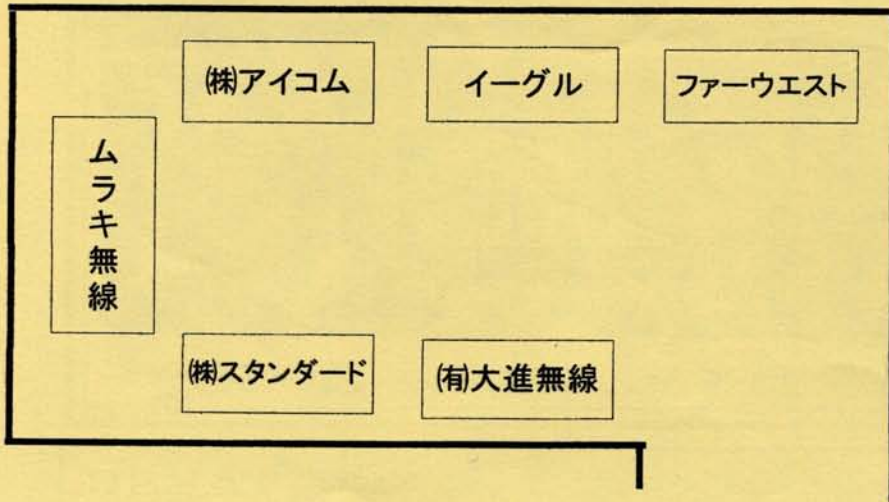 ㈱アイコム
イーグル
ファーウエスト
ムラキ無線
㈱スタンダード
㈲大進無線